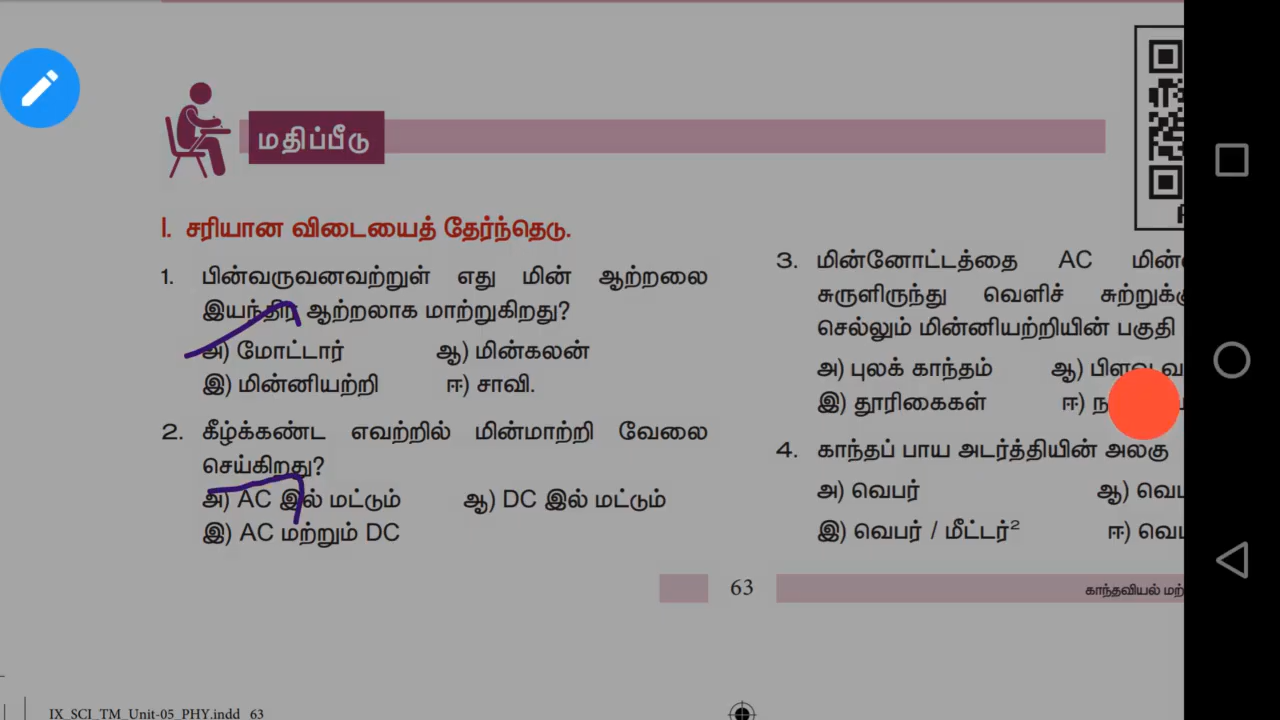 மதிப்பீடு
I. சரியான விடையைத் தேர்ந்தெடு.
1. பின்வருவனவற்றுள் எது மின் ஆற்றலை
இயந்திர ஆற்றலாக மாற்றுகிறது?
அ) மோட்டார் ஆ) மின்கலன்
இ) மின்னியற்றி ஈ) சாவி.
2. கீழ்க்கண்ட எவற்றில் மின்மாற்றி வேலை
செய்கிறது?
அ) AC இல் மட்டும் ஆ) DC இல் மட்டும்
இ) AC மற்றும் DC
3. மின்னோட்டத்தை AC
சுருளிருந்து வெளிச்
செல்லும் மின்னியற்றியின் பகுதி
அ) புலக் காந்தம் ஆ)
இ) தூரிகைகள் ஈ)
4. காந்தப் பாய அடர்த்தியின் அலகு
அ) வெபர் ஆ)
இ) வெபர் / மீட்டர்² ஈ)
63
காந்தவியல்
IX_SCI_TM_Unit-05_PHY.indd 63